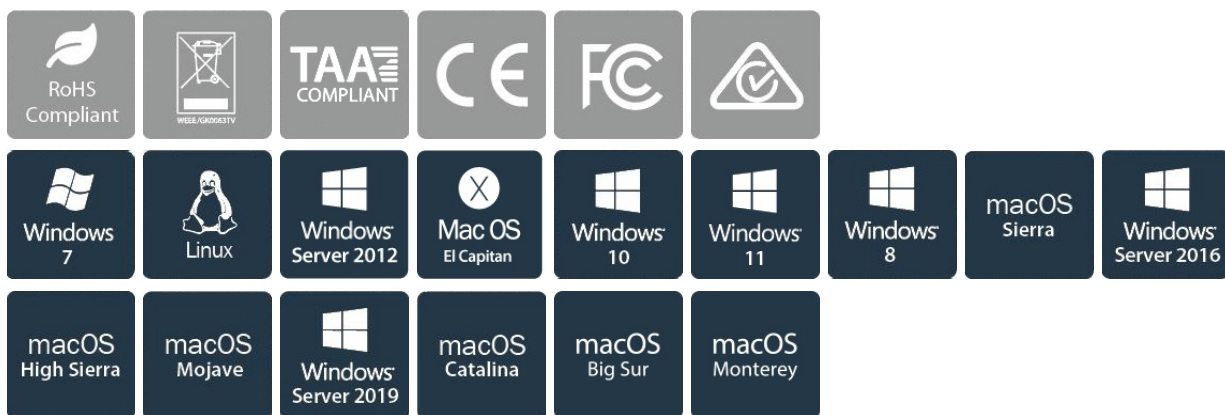 RoHS
Compliant
WEEE/GK0063TV
TAA
COMPLIANT
CE
FC
Windows
7
Linux
Windows
Server 2012
X
Mac OS
El Capitan
Windows
10
Windows
11
Windows
8
macOS
Sierra
Windows
Server 2016
macOS
High Sierra
macOS
Mojave
Windows
Server 2019
macOS
Catalina
macOS
Big Sur
macOS
Monterey